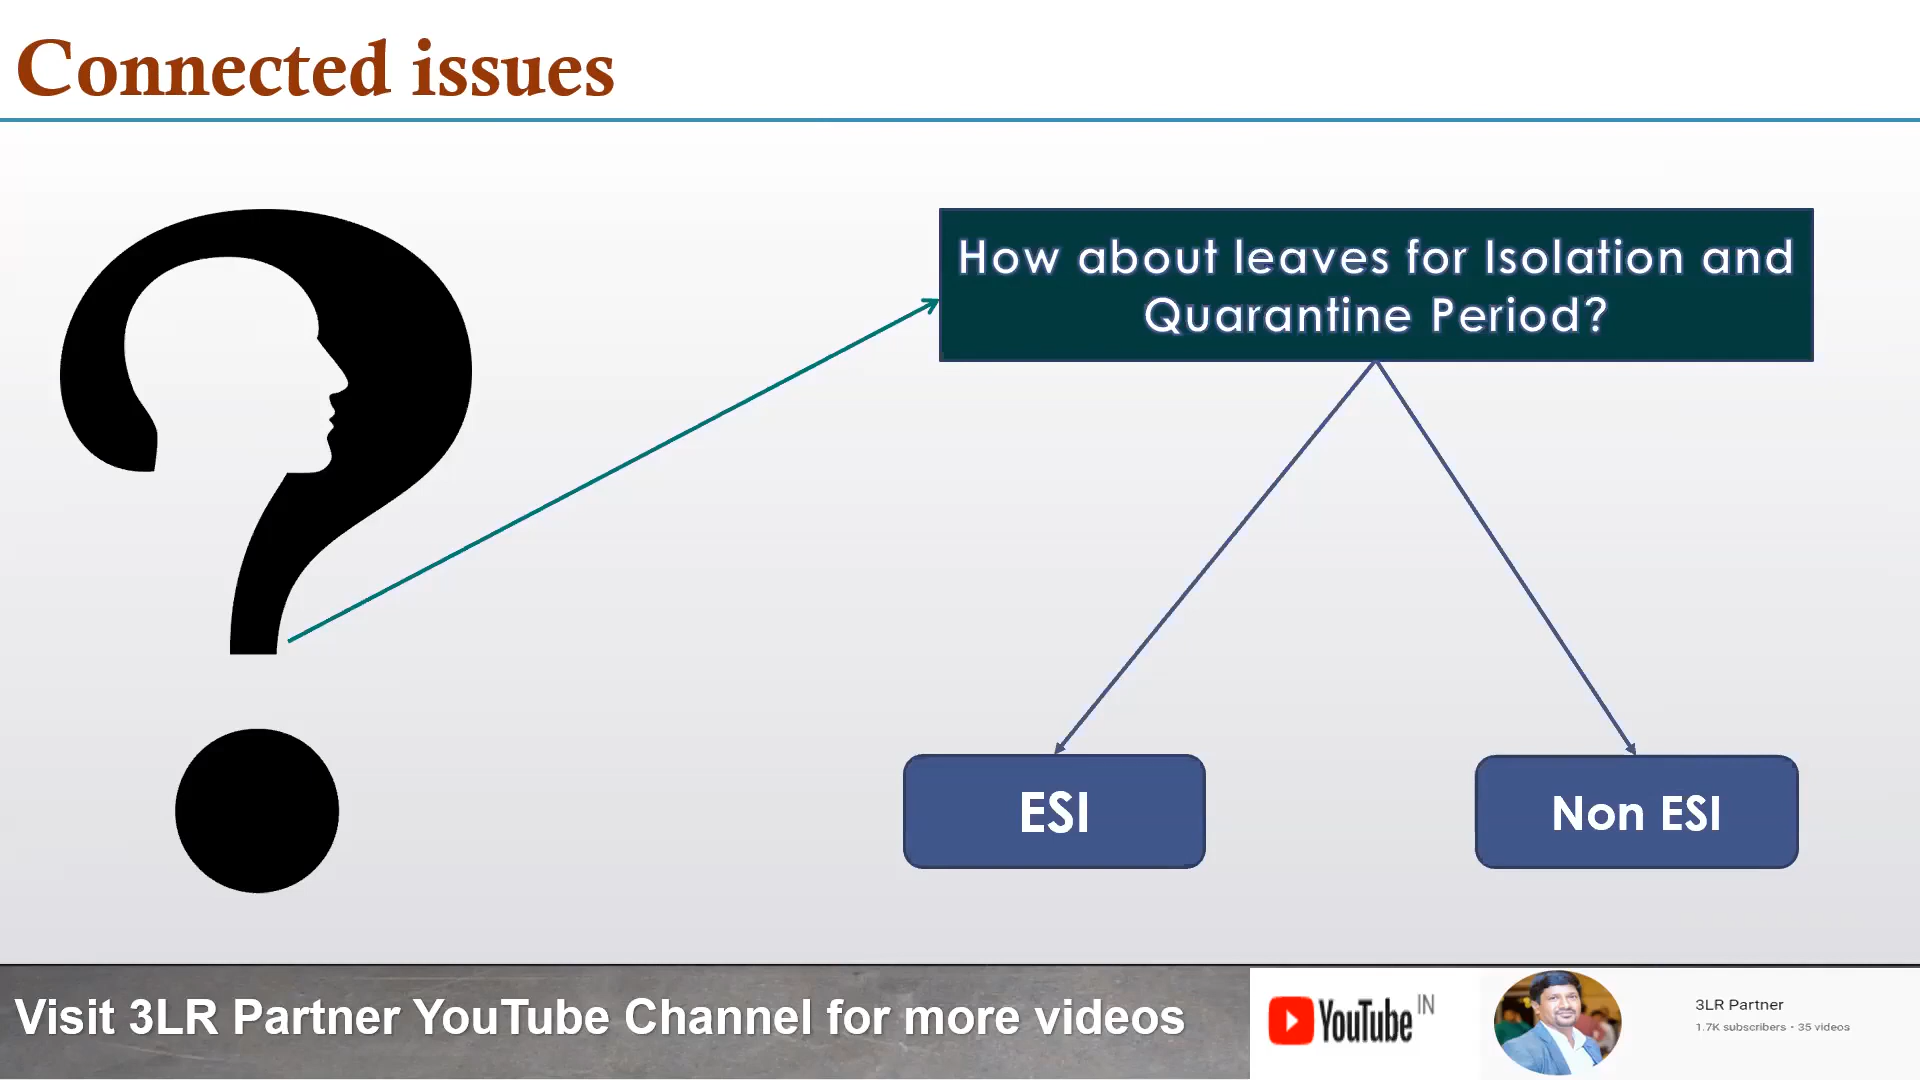 Connected issues
How about leaves for Isolation and
Quarantine Period?
ESI
Non ESI
Visit 3LR Partner YouTube Channel for more videos
YouTube IN
3LR Partner
1.7K subscribers • 35 videos